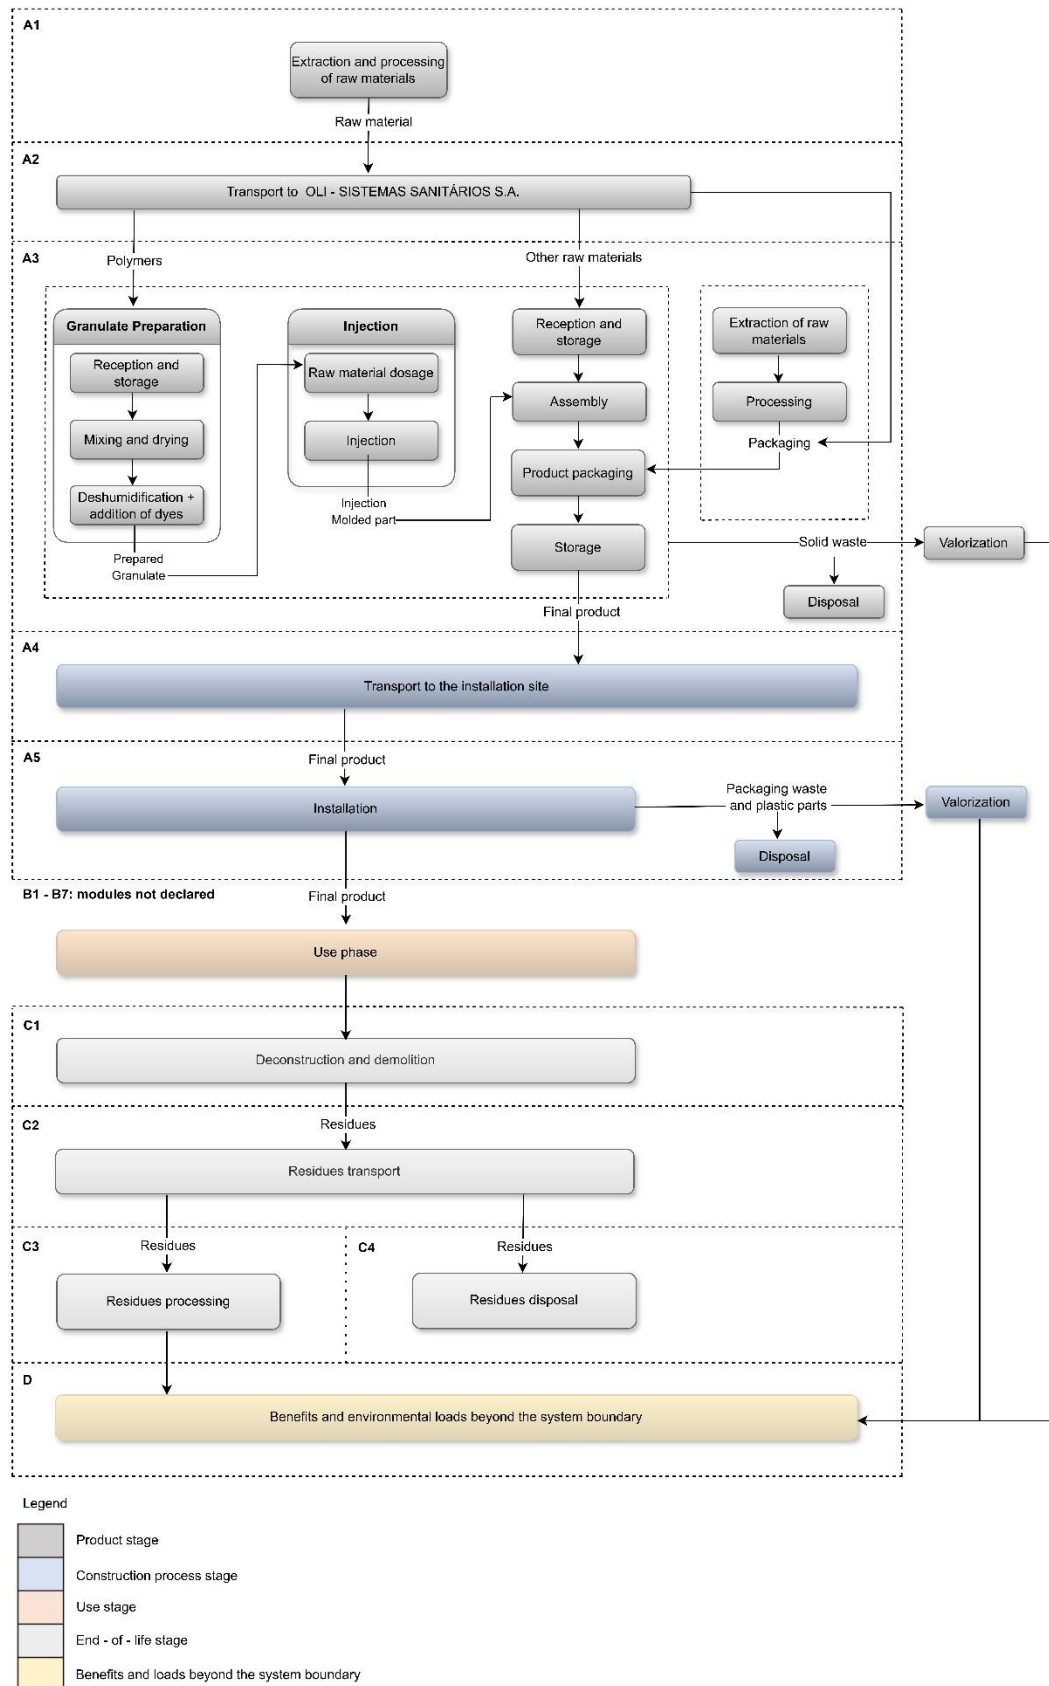 A1
Extraction and processing
of raw materials
Raw material
A2
Transport to OLI - SISTEMAS SANITÁRIOS S.A.
A3
Polymers
Other raw materials
Granulate Preparation
Reception and
storage
Mixing and drying
Deshumidification +
addition of dyes
Prepared
Granulate
Injection
Raw material dosage
Injection
Injection
Molded part
Reception and
storage
Assembly
Product packaging
Storage
Extraction of raw
materials
Processing
Packaging
Solid waste
Valorization
Disposal
Final product
A4
Transport to the installation site
A5
Final product
Installation
Packaging waste
and plastic parts
Valorization
Disposal
B1 - B7: modules not declared
Final product
Use phase
C1
Deconstruction and demolition
C2
Residues
Residues transport
C3
Residues
Residues processing
C4
Residues
Residues disposal
D
Benefits and environmental loads beyond the system boundary
Legend
Product stage
Construction process stage
Use stage
End - of - life stage
Benefits and loads beyond the system boundary